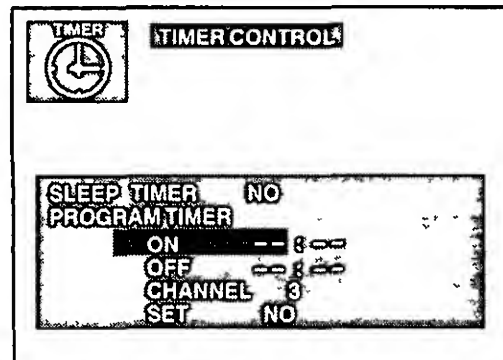 TIMER
TIMER CONTROL
SLEEP TIMER NO
PROGRAM TIMER
ON -- : --
OFF -- : --
CHANNEL 3
SET NO